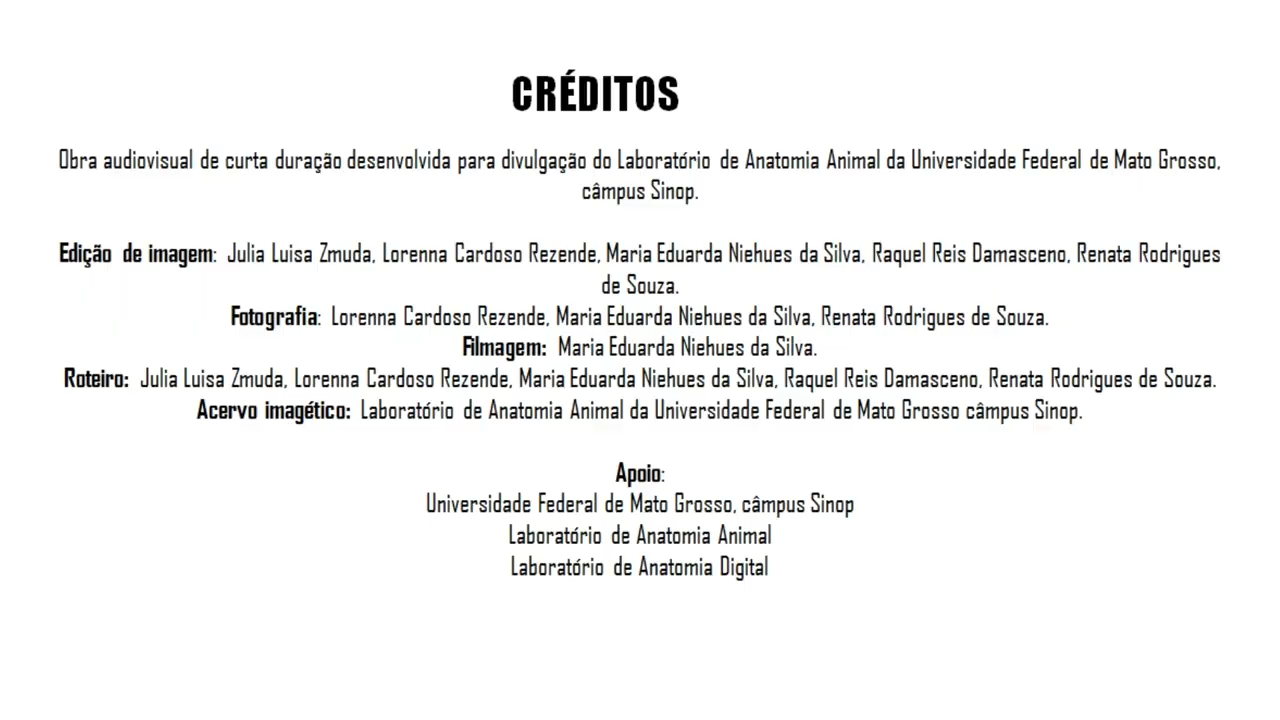 CRÉDITOS
Obra audiovisual de curta duração desenvolvida para divulgação do Laboratório de Anatomia Animal da Universidade Federal de Mato Grosso,
câmpus Sinop.
Edição de imagem: Julia Luisa Zmuda, Lorenna Cardoso Rezende, Maria Eduarda Niehues da Silva, Raquel Reis Damasceno, Renata Rodrigues
de Souza.
Fotografia: Lorenna Cardoso Rezende, Maria Eduarda Niehues da Silva, Renata Rodrigues de Souza.
Filmagem: Maria Eduarda Niehues da Silva.
Roteiro: Julia Luisa Zmuda, Lorenna Cardoso Rezende, Maria Eduarda Niehues da Silva, Raquel Reis Damasceno, Renata Rodrigues de Souza.
Acervo imagético: Laboratório de Anatomia Animal da Universidade Federal de Mato Grosso câmpus Sinop.
Apoio:
Universidade Federal de Mato Grosso, câmpus Sinop
Laboratório de Anatomia Animal
Laboratório de Anatomia Digital